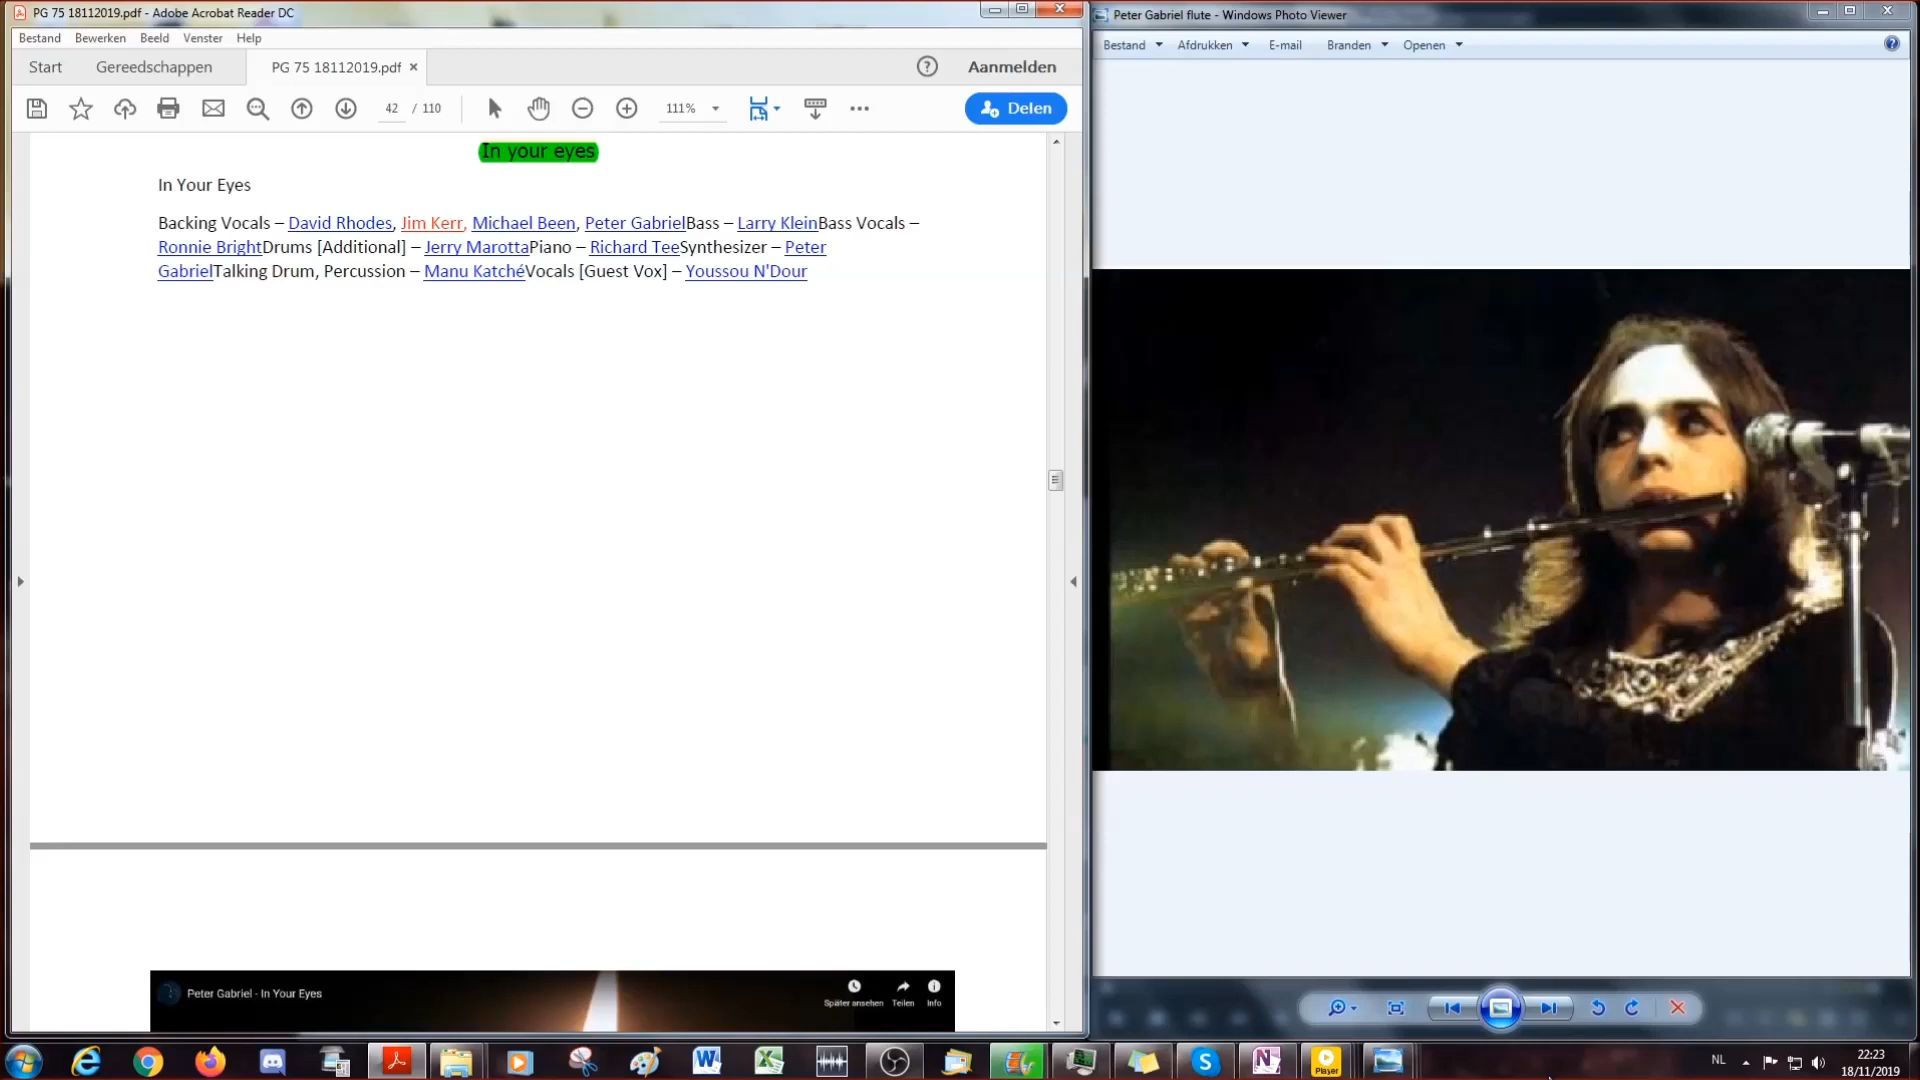 PG 75 18112019.pdf - Adobe Acrobat Reader DC
Bestand Bewerken Beeld Venster Help
Start Gereedschappen PG 75 18112019.pdf × Aanmelden
42 / 110 111% Delen
In your eyes
In Your Eyes
Backing Vocals – David Rhodes, Jim Kerr, Michael Been, Peter GabrielBass – Larry KleinBass Vocals –
Ronnie BrightDrums [Additional] – Jerry MarottaPiano – Richard TeeSynthesizer – Peter
GabrielTalking Drum, Percussion – Manu KatchéVocals [Guest Vox] – Youssou N'Dour
Peter Gabriel - In Your Eyes
Später ansehen Teilen Info
Peter Gabriel flute - Windows Photo Viewer
Bestand Afdrukken E-mail Branden Openen
Player
NL
22:23
18/11/2019